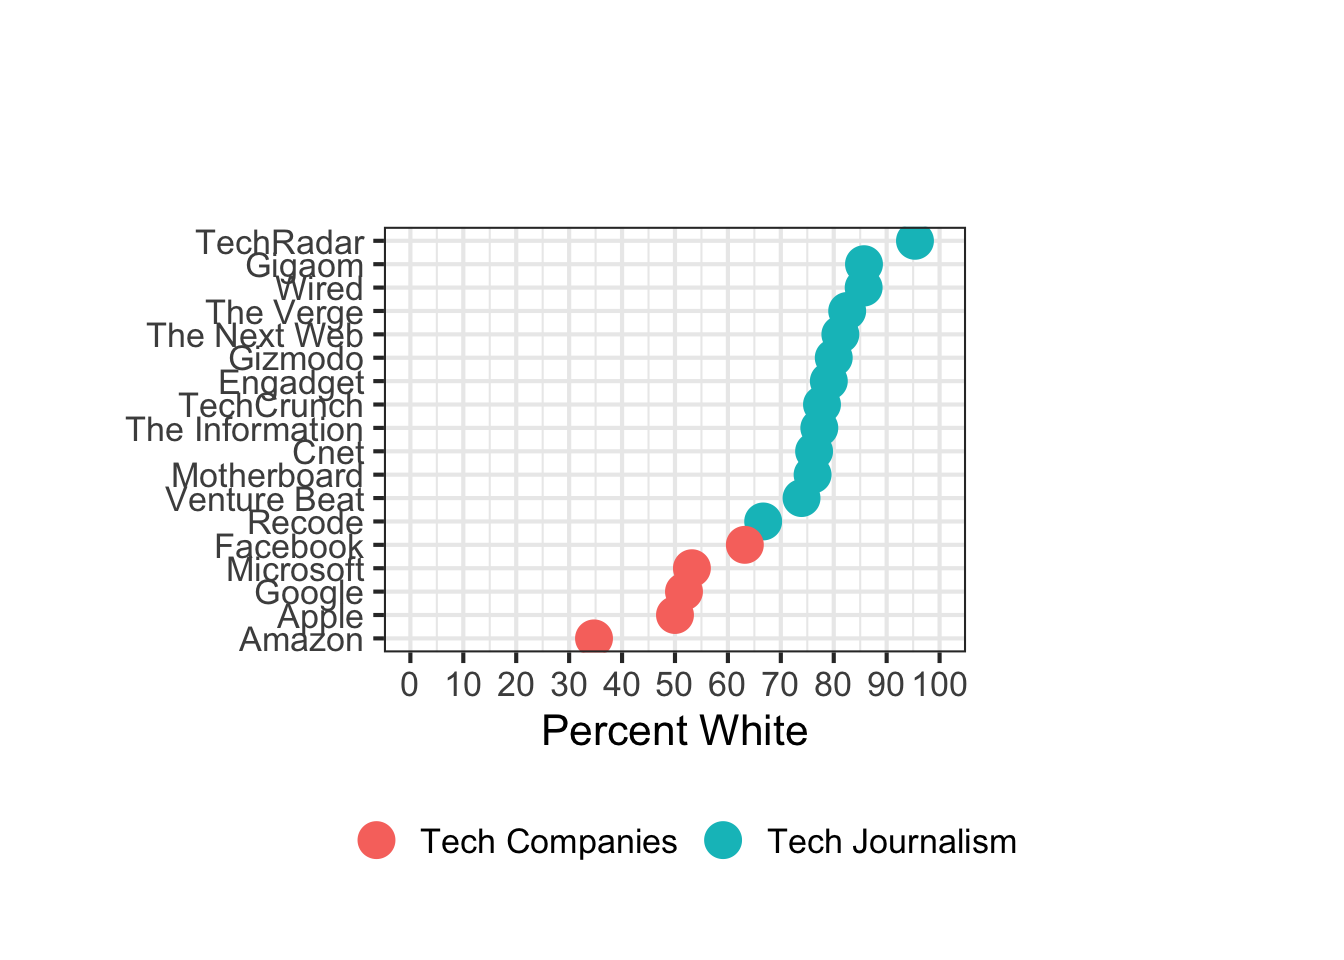 TechRadar
Gigaom
Wired
The Verge
The Next Web
Gizmodo
Engadget
TechCrunch
The Information
Cnet
Motherboard
Venture Beat
Recode
Facebook
Microsoft
Google
Apple
Amazon
0 10 20 30 40 50 60 70 80 90 100
Percent White
Tech Companies Tech Journalism